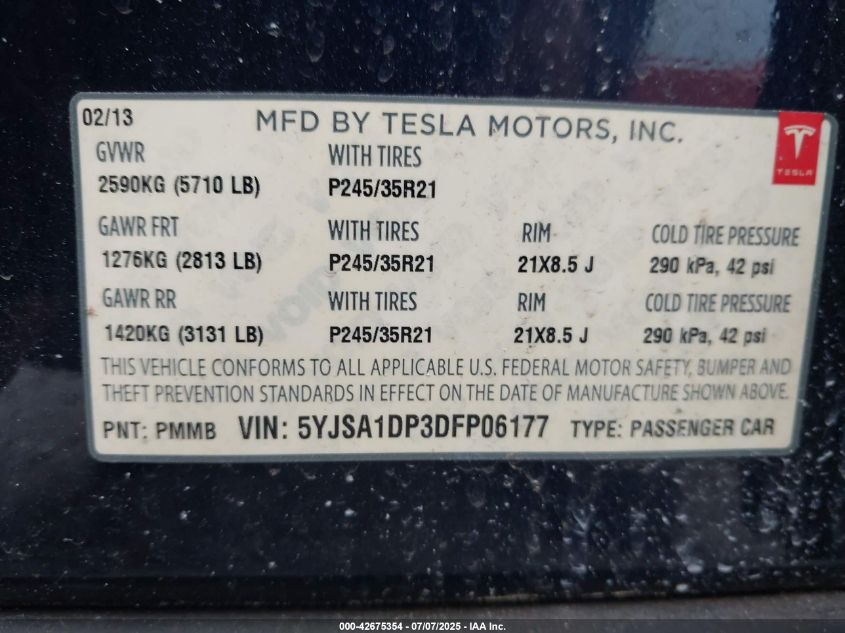 02/13 MFD BY TESLA MOTORS, INC.
TESLA
GVWR WITH TIRES
2590KG (5710 LB) P245/35R21
GAWR FRT WITH TIRES RIM COLD TIRE PRESSURE
1276KG (2813 LB) P245/35R21 21X8.5 J 290 kPa, 42 psi
GAWR RR WITH TIRES RIM COLD TIRE PRESSURE
1420KG (3131 LB) P245/35R21 21X8.5 J 290 kPa, 42 psi
THIS VEHICLE CONFORMS TO ALL APPLICABLE U.S. FEDERAL MOTOR SAFETY, BUMPER AND
THEFT PREVENTION STANDARDS IN EFFECT ON THE DATE OF MANUFACTURE SHOWN ABOVE.
PNT: PMMB VIN: 5YJSA1DP3DFP06177 TYPE: PASSENGER CAR
000-42675354 / 07/07/2025 - IAA Inc.